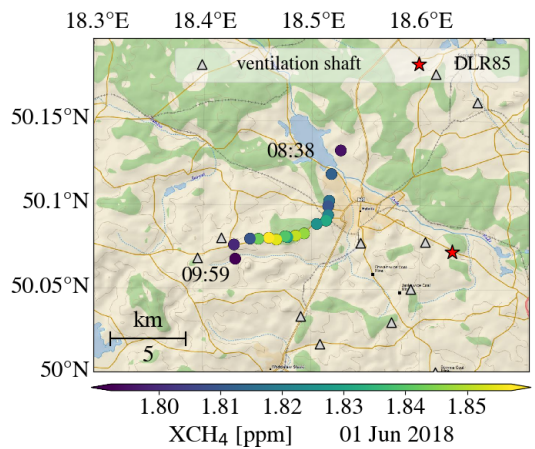 18.3°E 18.4°E 18.5°E 18.6°E
ventilation shaft DLR85
50.15°N
08:38
50.1°N
09:59
50.05°N
km
5
50°N
1.80 1.81 1.82 1.83 1.84 1.85
XCH₄ [ppm] 01 Jun 2018